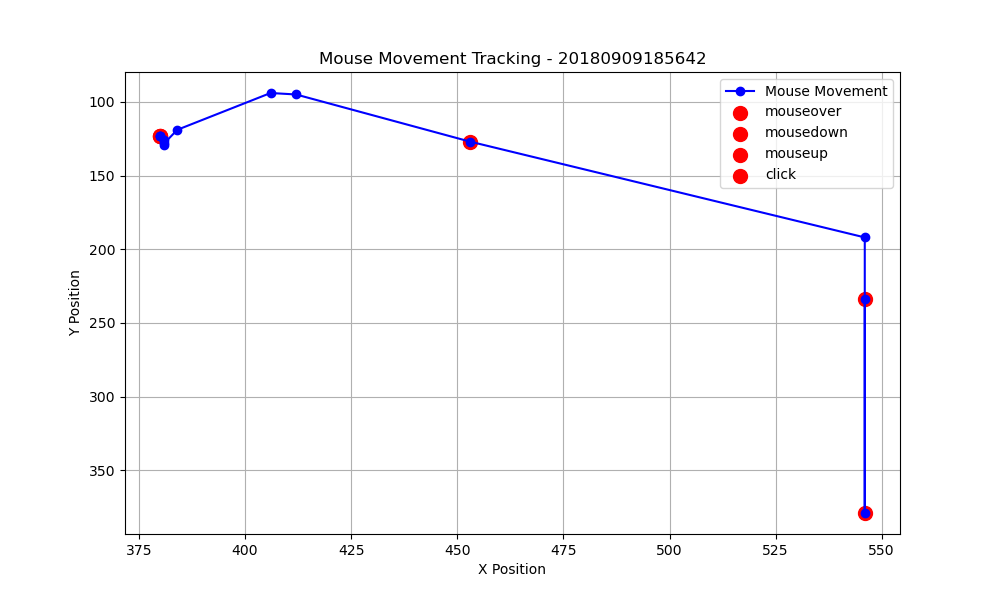 Mouse Movement Tracking - 20180909185642
Mouse Movement
mouseover
mousedown
mouseup
click
100
150
200
250
300
350
Y Position
375
400
425
450
475
500
525
550
X Position